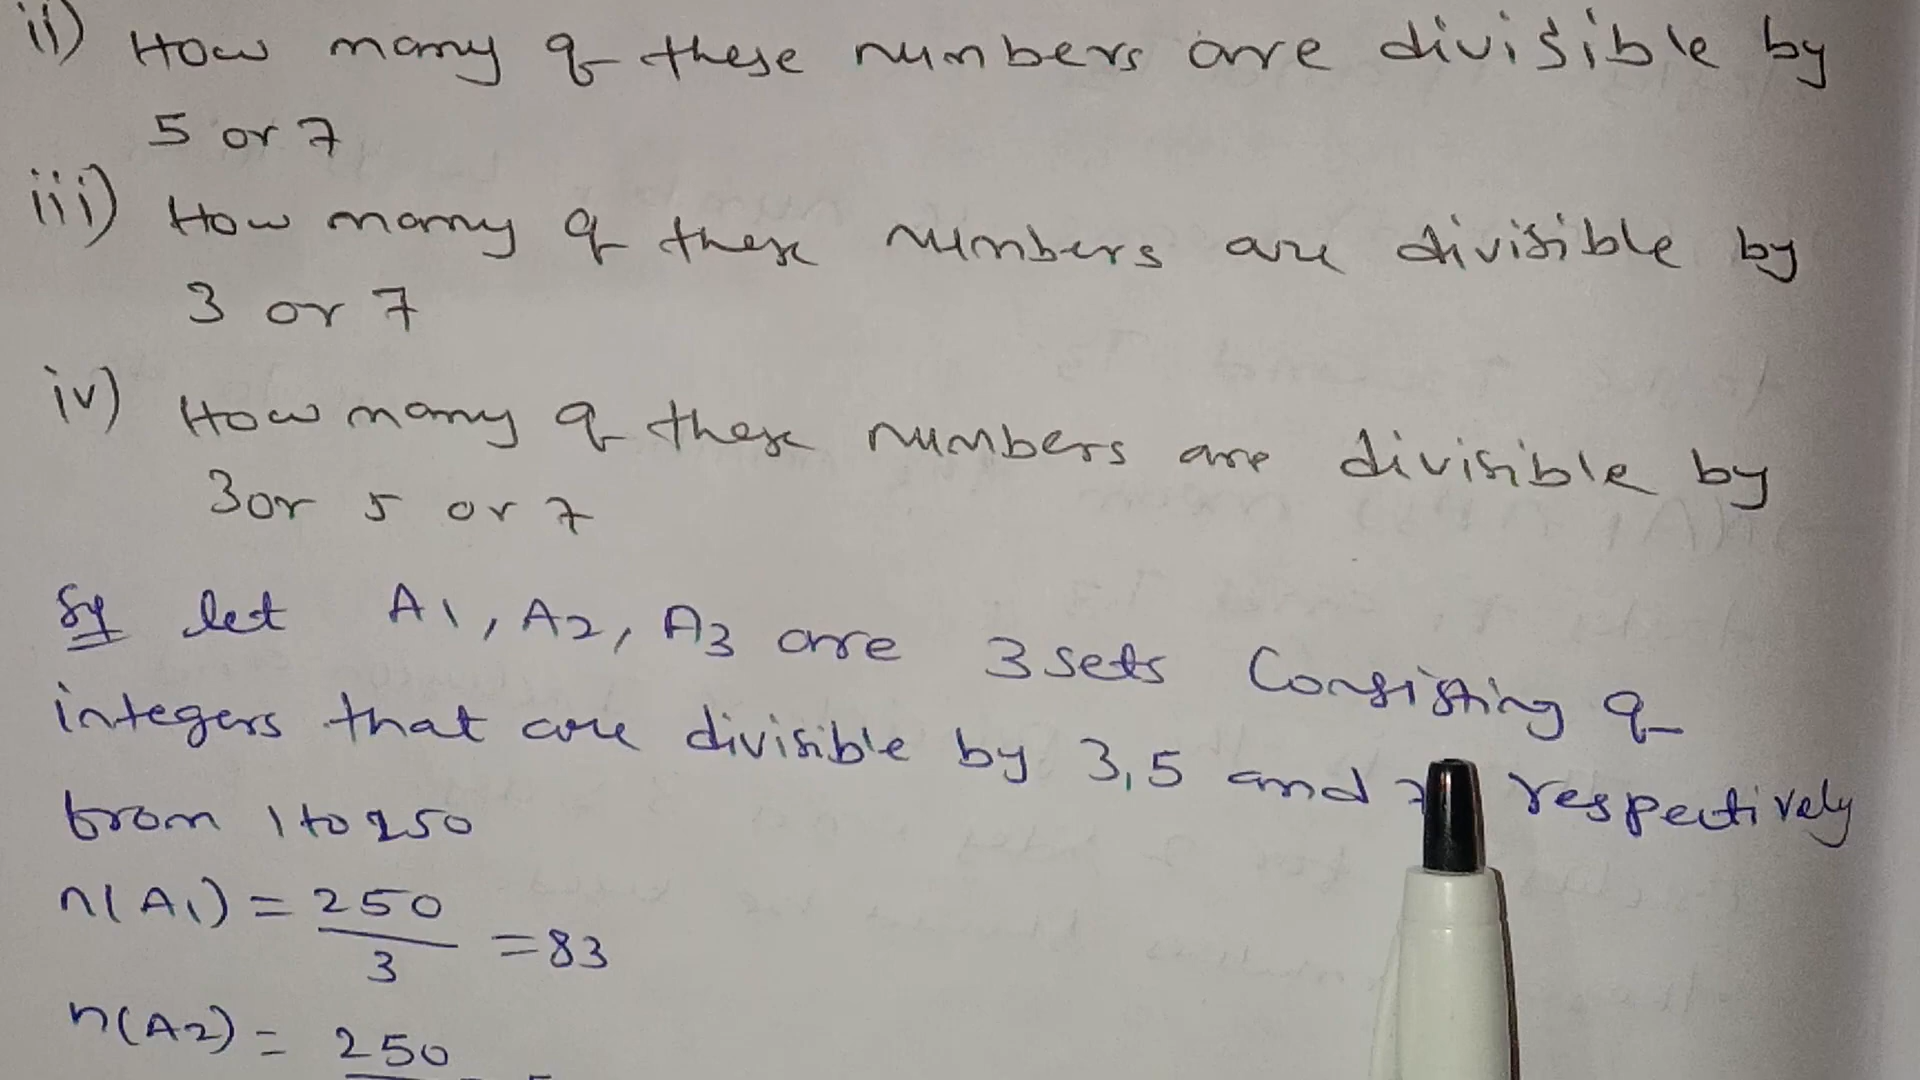 ii) How many of these numbers are divisible by
5 or 7
iii) How many of these numbers are divisible by
3 or 7
iv) How many of these numbers are divisible by
3 or 5 or 7
Sol let A1, A2, A3 are 3 sets Consisting of
integers that are divisible by 3, 5 and 7 respectively
from 1 to 250
n(A1) = 250/3 = 83
n(A2) = 250